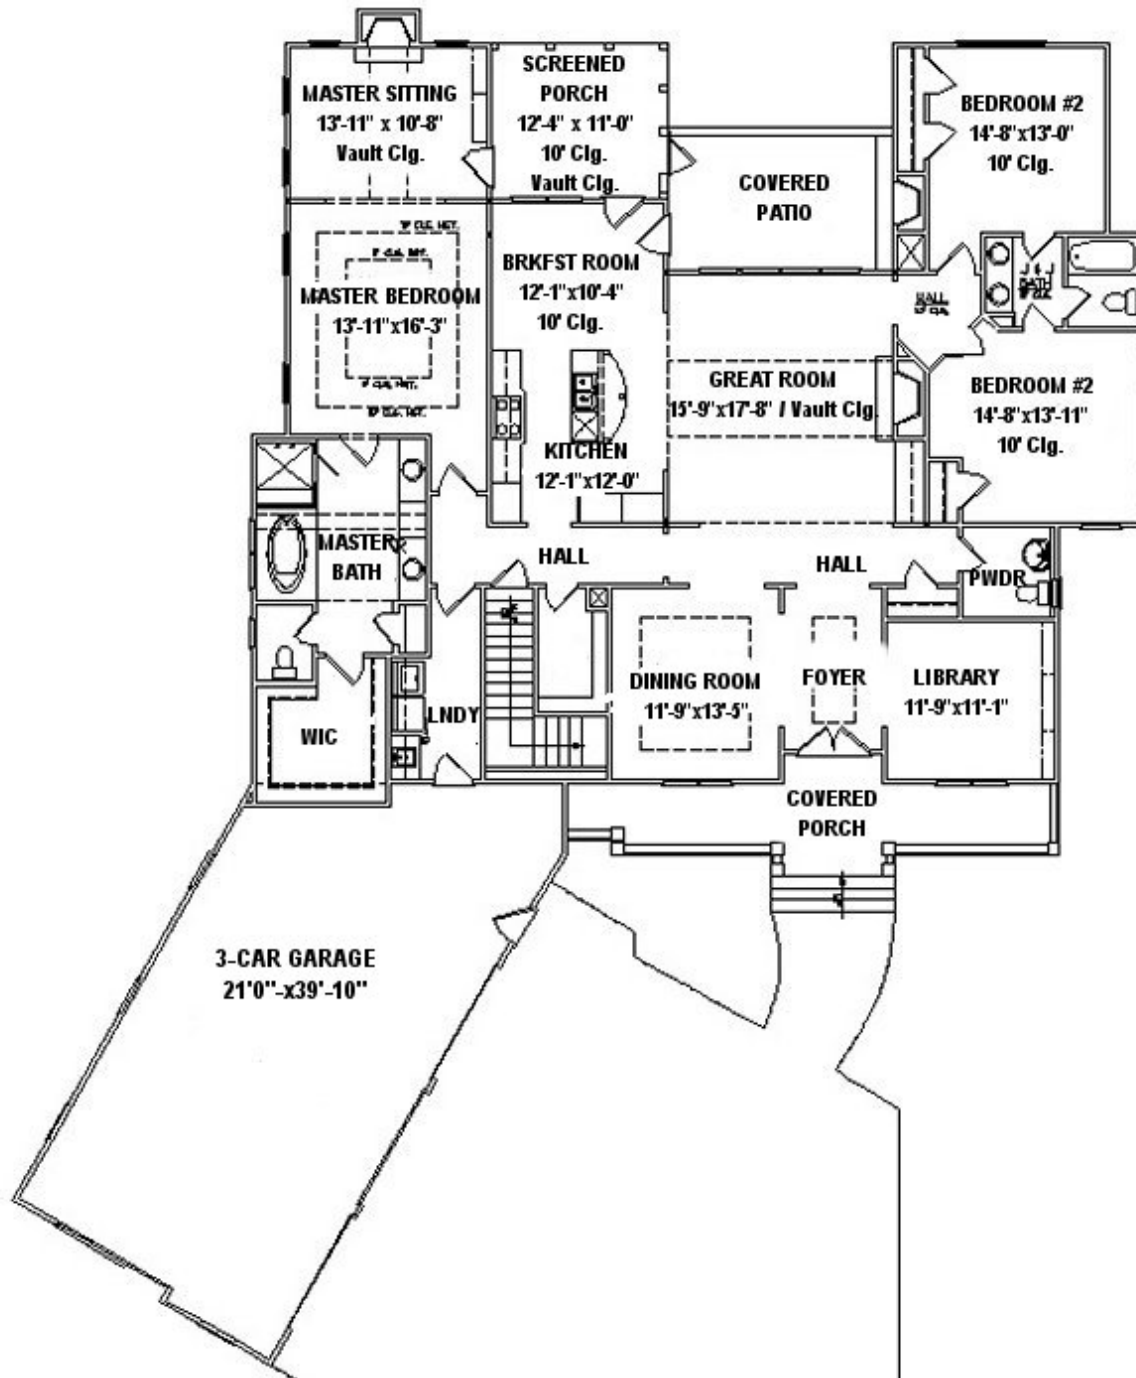 MASTER SITTING
13'-11" x 10'-8"
Vault Clg.
SCREENED
PORCH
12'-4" x 11'-0"
10' Clg.
Vault Clg.
BEDROOM #2
14'-8"x13'-0"
10' Clg.
COVERED
PATIO
BRKFST ROOM
12'-1"x10'-4"
10' Clg.
MASTER BEDROOM
13'-11"x16'-3"
HALL
BATH
GREAT ROOM
15'-9"x17'-8" / Vault Clg.
BEDROOM #2
14'-8"x13'-11"
10' Clg.
KITCHEN
12'-1"x12'-0"
MASTER
BATH
HALL
HALL
PWDR
DINING ROOM
11'-9"x13'-5"
FOYER
LIBRARY
11'-9"x11'-1"
LNDY
WIC
COVERED
PORCH
3-CAR GARAGE
21'0"-x39'-10"